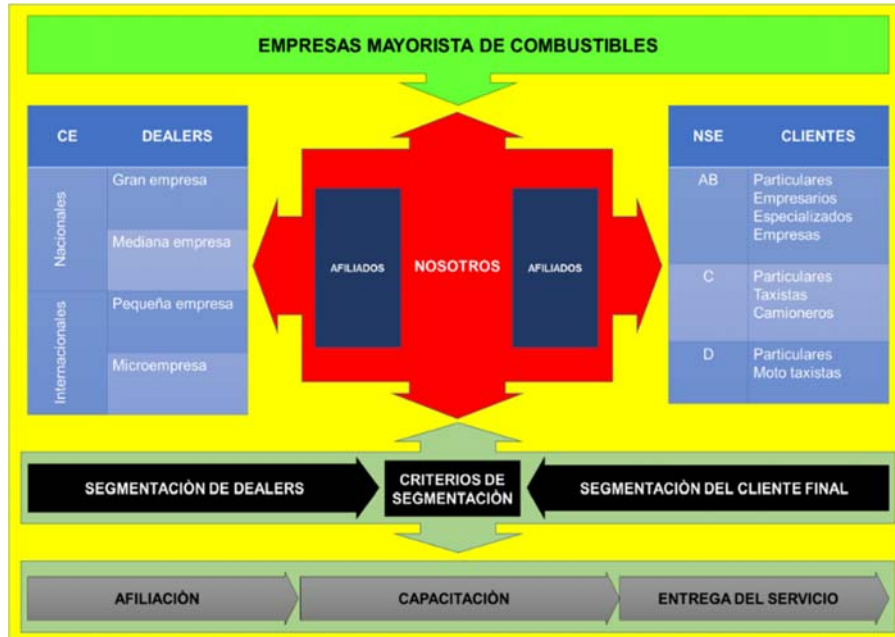 EMPRESAS MAYORISTA DE COMBUSTIBLES
CE DEALERS
Nacionales
Gran empresa
Mediana empresa
Internacionales
Pequeña empresa
Microempresa
AFILIADOS
NOSOTROS
AFILIADOS
NSE CLIENTES
AB Particulares
Empresarios
Especializados
Empresas
C Particulares
Taxistas
Camioneros
D Particulares
Moto taxistas
SEGMENTACIÒN DE DEALERS
CRITERIOS DE
SEGMENTACIÒN
SEGMENTACIÒN DEL CLIENTE FINAL
AFILIACIÒN
CAPACITACIÒN
ENTREGA DEL SERVICIO